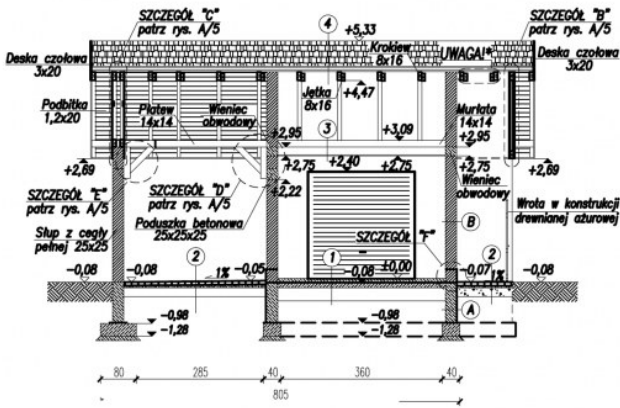 SZCZEGÓŁ "C"
patrz rys. A/5
SZCZEGÓŁ "B"
patrz rys. A/5
4
+5,33
Krokiew
8x16
UWAGA!*
Deska czołowa
3x20
Deska czołowa
3x20
Jętka
8x16
+4,47
Podbitka
1,2x20
Płatew
14x14
Wieniec
obwodowy
Murłata
14x14
+2,95
3
+3,09
+2,95
+2,69
+2,75
+2,40
+2,75
+2,75
+2,69
SZCZEGÓŁ "E"
patrz rys. A/5
SZCZEGÓŁ "D"
patrz rys. A/5
+2,22
Wieniec
obwodowy
Poduszka betonowa
25x25x25
Słup z cegły
pełnej 25x25
Wrota w konstrukcji
drewnianej ażurowej
B
SZCZEGÓŁ "F"
-0,08
-0,08
2
1%
-0,05
1
-0,08
±0,00
-0,07
2
1%
-0,08
-0,98
-1,28
-0,98
-1,28
A
80
285
40
360
40
805